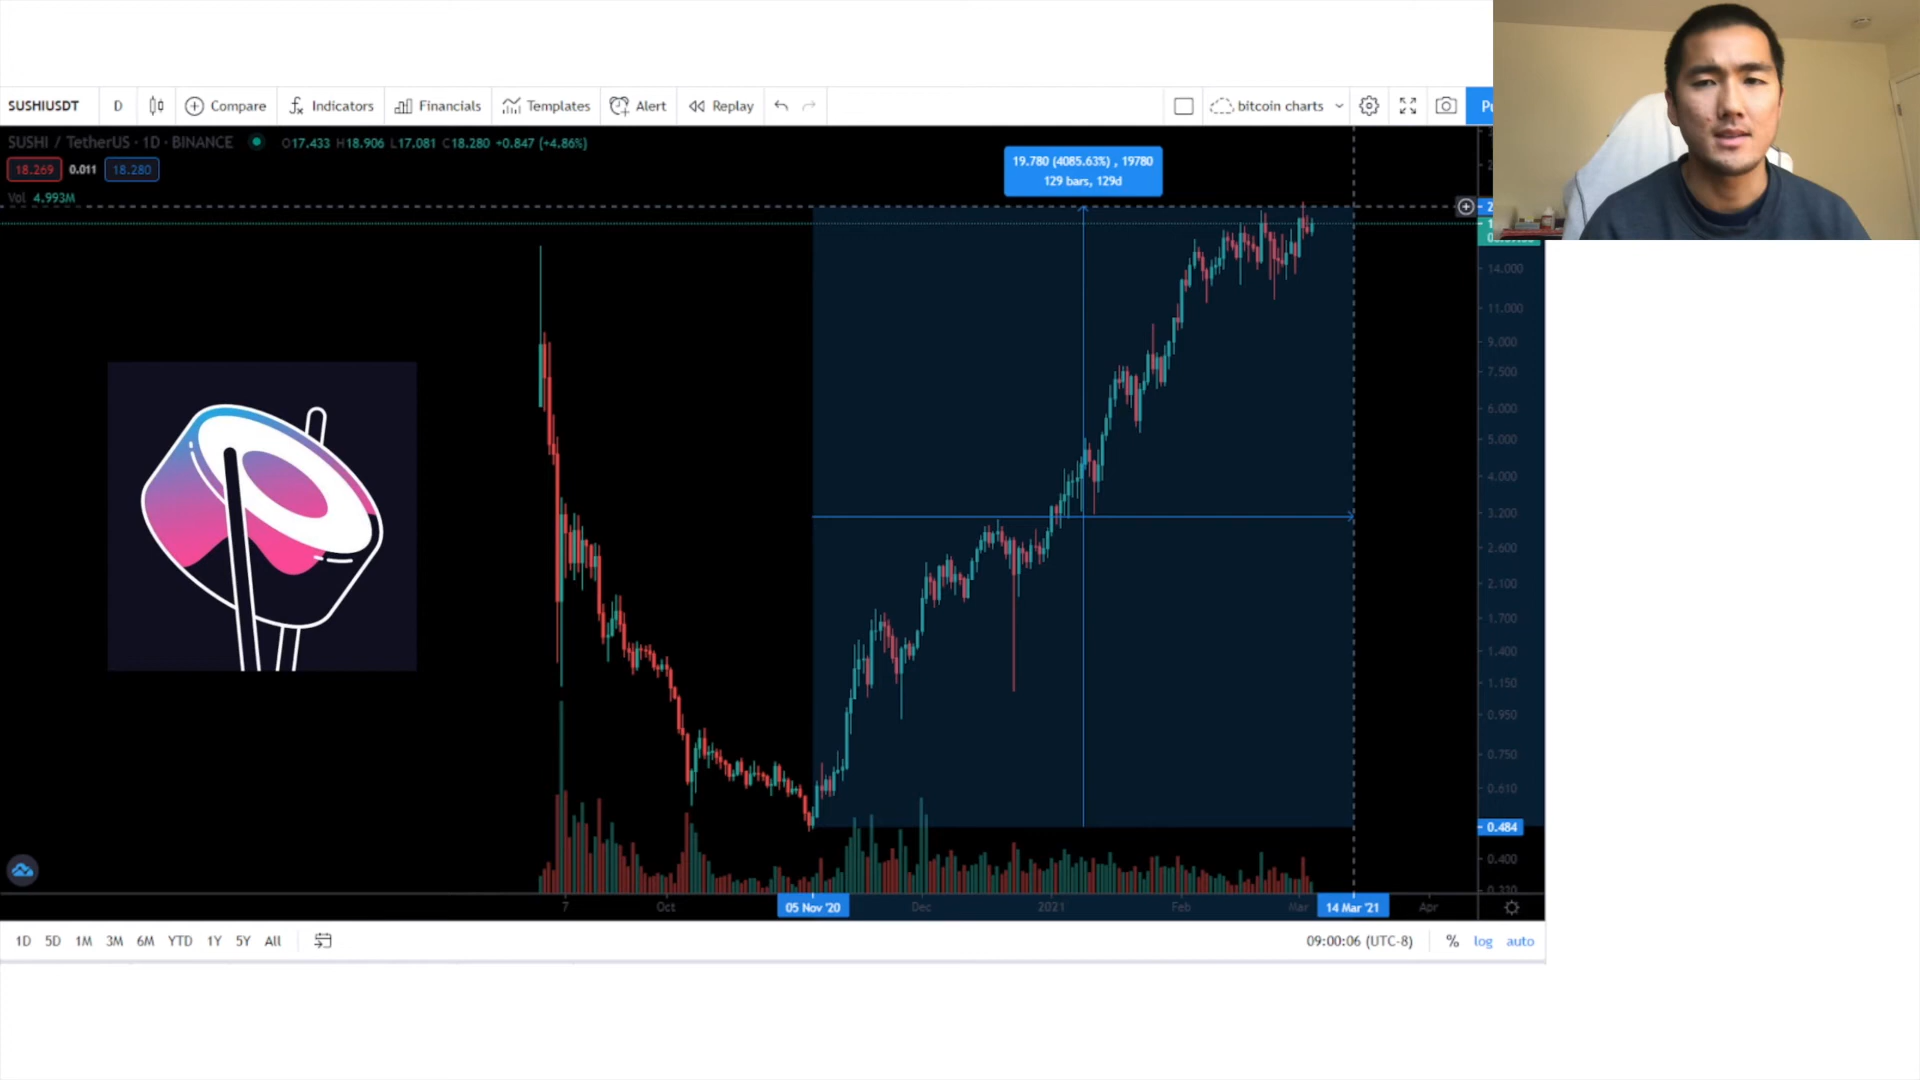 SUSHIUSDT D Compare Indicators Financials Templates Alert Replay bitcoin charts
SUSHI / TetherUS · 1D · BINANCE O17.433 H18.906 L17.081 C18.280 +0.847 (+4.86%)
18.269 0.011 18.280
Vol 4.993M
19.780 (4085.63%) , 19780
129 bars, 129d
14.000
11.000
9.000
7.500
6.000
5.000
4.000
3.200
2.600
2.100
1.700
1.400
1.150
0.950
0.750
0.610
0.484
0.400
7 Oct 05 Nov '20 Dec 2021 Feb Mar 14 Mar '21 Apr
1D 5D 1M 3M 6M YTD 1Y 5Y All 09:00:06 (UTC-8) % log auto